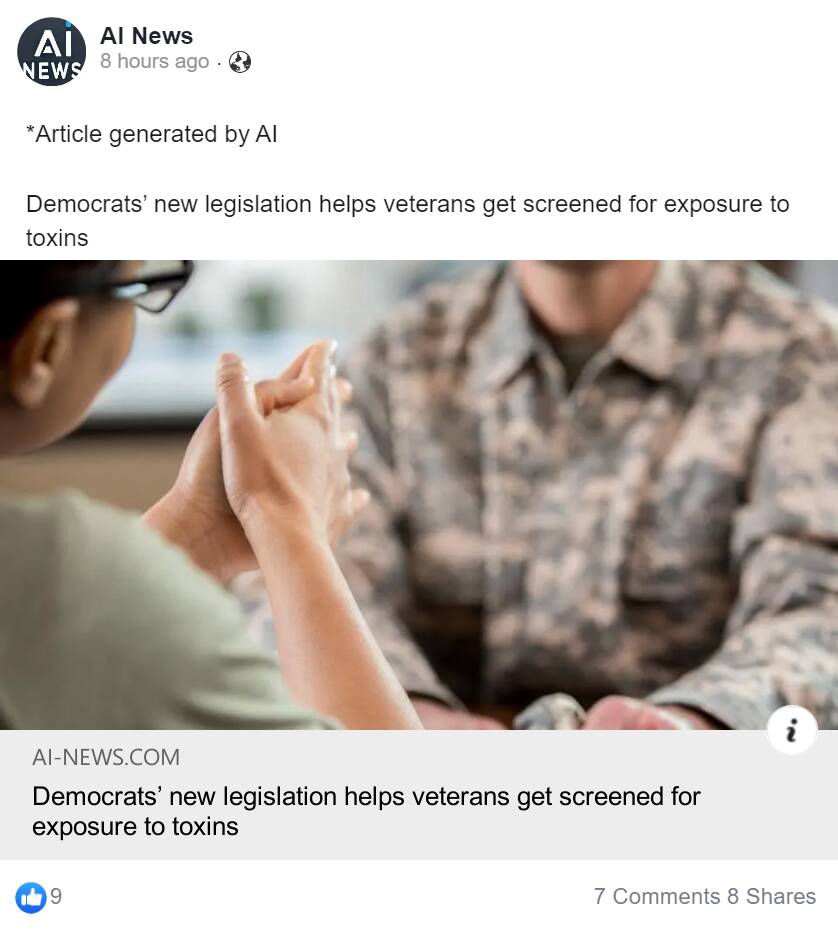 Ai
NEWS
AI News
8 hours ago ·
*Article generated by AI
Democrats’ new legislation helps veterans get screened for exposure to
toxins
i
AI-NEWS.COM
Democrats’ new legislation helps veterans get screened for
exposure to toxins
9
7 Comments 8 Shares